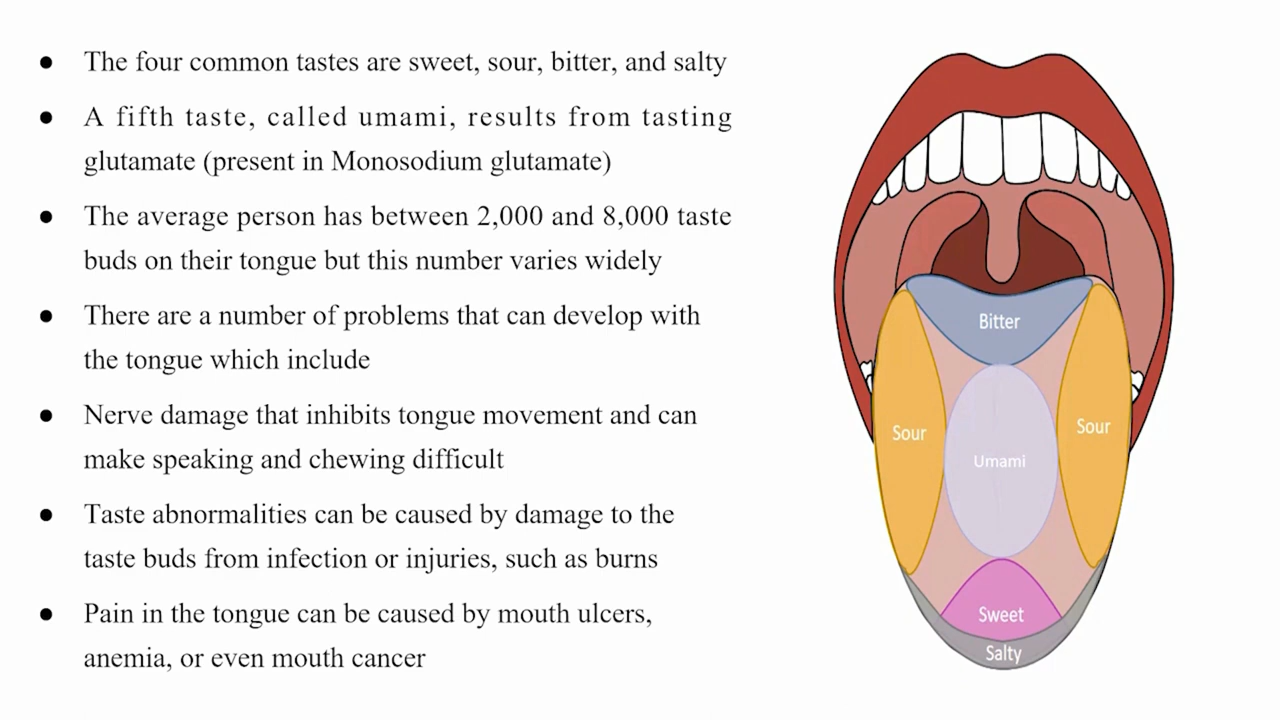 ● The four common tastes are sweet, sour, bitter, and salty
● A fifth taste, called umami, results from tasting
glutamate (present in Monosodium glutamate)
● The average person has between 2,000 and 8,000 taste
buds on their tongue but this number varies widely
● There are a number of problems that can develop with
the tongue which include
● Nerve damage that inhibits tongue movement and can
make speaking and chewing difficult
● Taste abnormalities can be caused by damage to the
taste buds from infection or injuries, such as burns
● Pain in the tongue can be caused by mouth ulcers,
anemia, or even mouth cancer
Bitter
Sour
Sour
Umami
Sweet
Salty